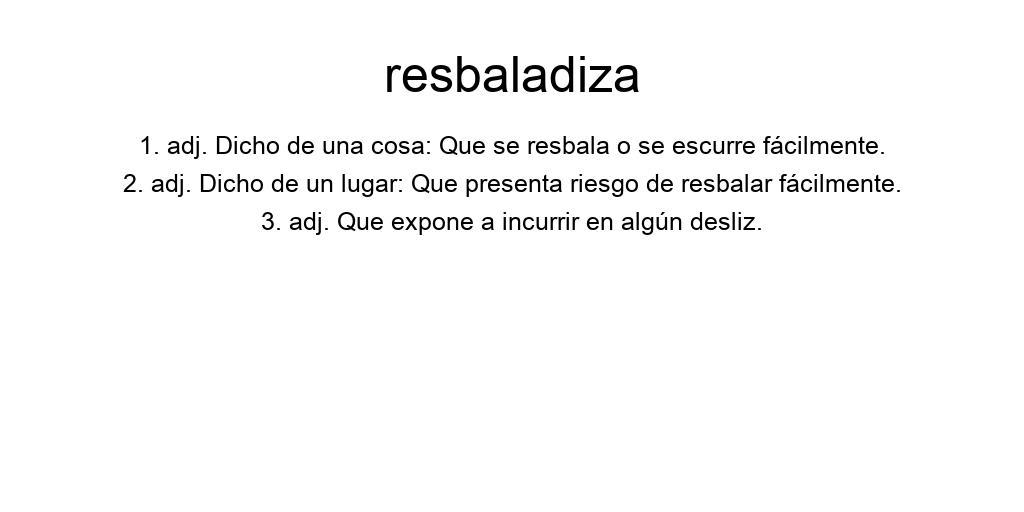 resbaladiza
1. adj. Dicho de una cosa: Que se resbala o se escurre fácilmente.
2. adj. Dicho de un lugar: Que presenta riesgo de resbalar fácilmente.
3. adj. Que expone a incurrir en algún desliz.